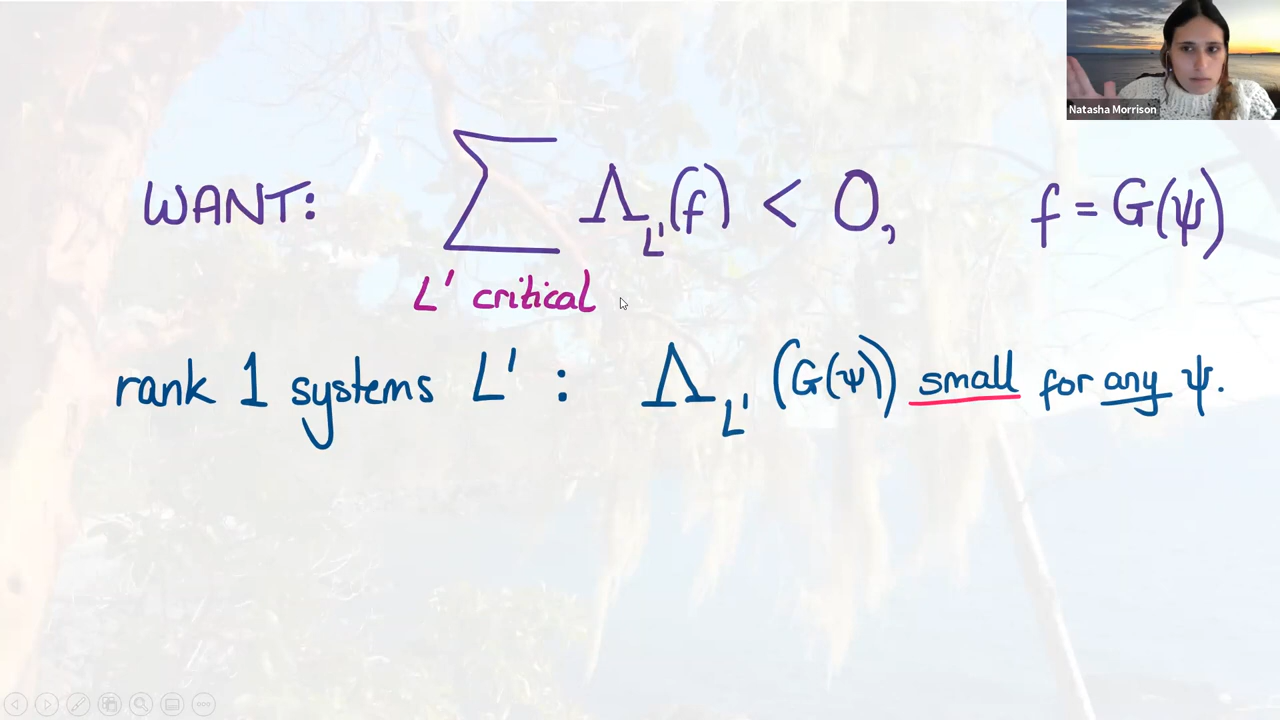 Natasha Morrison
WANT: ∑ Λ_L'(f) < 0, f = G(ψ)
L' critical
rank 1 systems L' : Λ_L' (G(ψ)) small for any ψ.